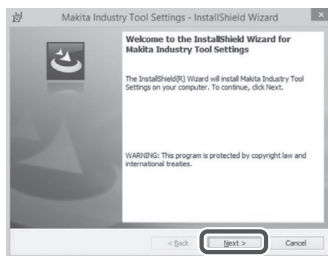 Makita Industry Tool Settings - InstallShield Wizard
Welcome to the InstallShield Wizard for
Makita Industry Tool Settings
The InstallShield(R) Wizard will install Makita Industry Tool
Settings on your computer. To continue, click Next.
WARNING: This program is protected by copyright law and
international treaties.
< Back
Next >
Cancel